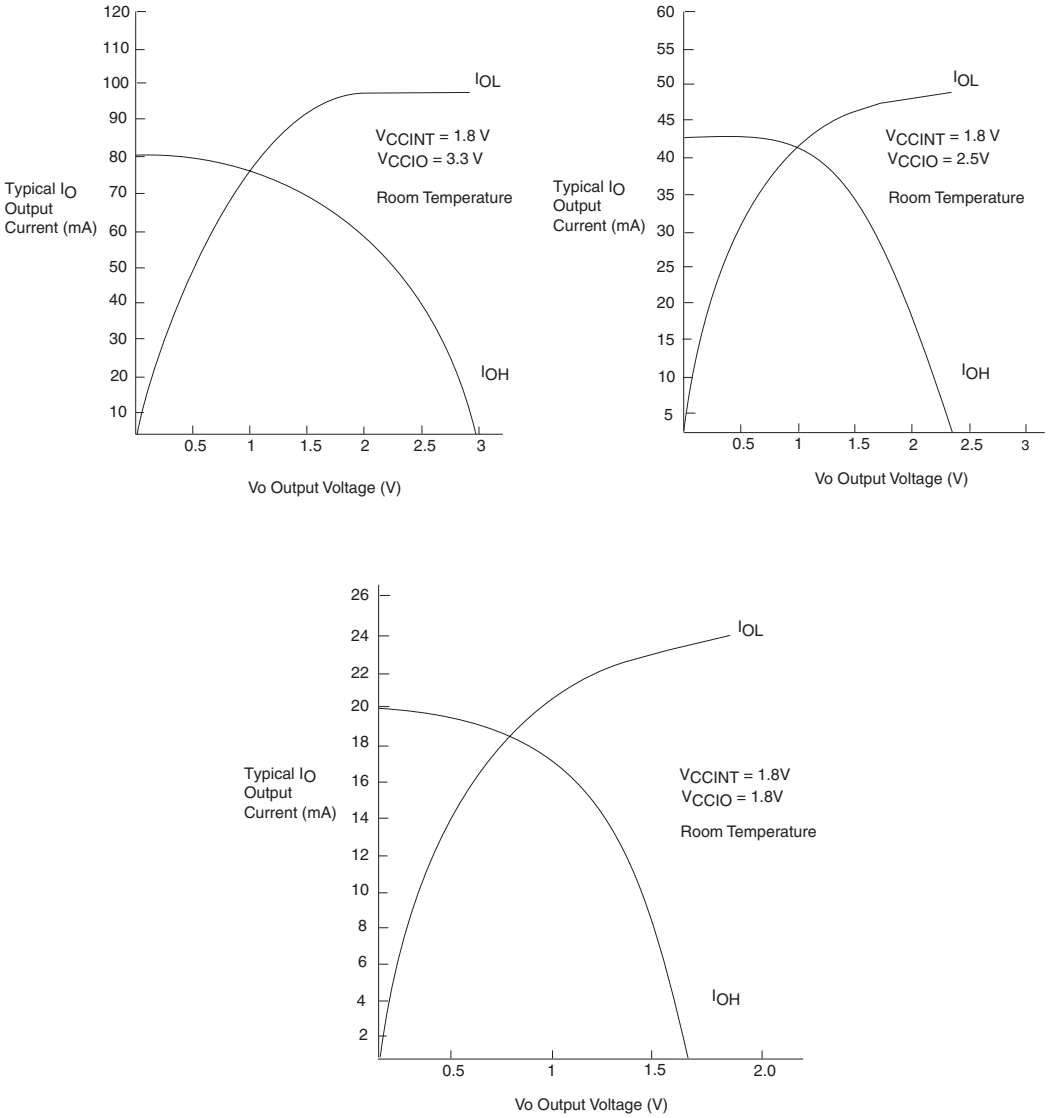 120
110
100
90
80
70
60
50
40
30
20
10
Typical IO
Output
Current (mA)
IOL
VCCINT = 1.8 V
VCCIO = 3.3 V
Room Temperature
IOH
0.5 1 1.5 2 2.5 3
Vo Output Voltage (V)
60
55
50
45
40
35
30
25
20
15
10
5
Typical IO
Output
Current (mA)
IOL
VCCINT = 1.8 V
VCCIO = 2.5V
Room Temperature
IOH
0.5 1 1.5 2 2.5 3
Vo Output Voltage (V)
26
24
22
20
18
16
14
12
10
8
6
4
2
Typical IO
Output
Current (mA)
IOL
VCCINT = 1.8V
VCCIO = 1.8V
Room Temperature
IOH
0.5 1 1.5 2.0
Vo Output Voltage (V)